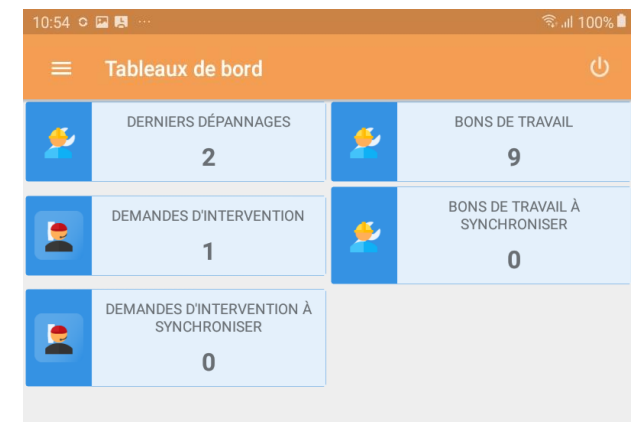 10:54
100%
Tableaux de bord
DERNIERS DÉPANNAGES
2
BONS DE TRAVAIL
9
DEMANDES D'INTERVENTION
1
BONS DE TRAVAIL À
SYNCHRONISER
0
DEMANDES D'INTERVENTION À
SYNCHRONISER
0